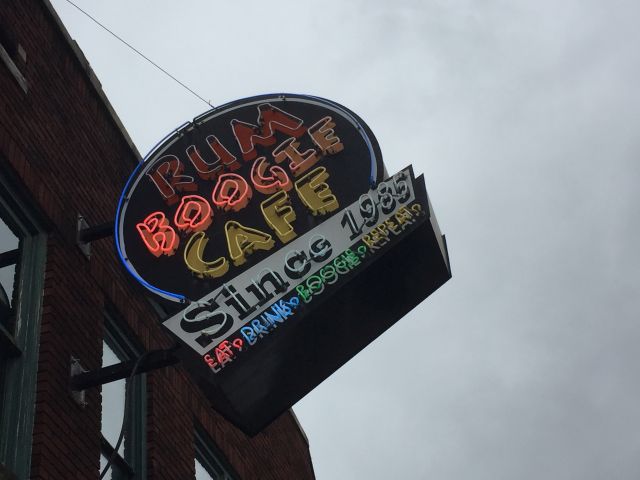 RUM
BOOGIE
CAFE
Since 1985
EAT, DRINK, BOOGIE, REPEAT,